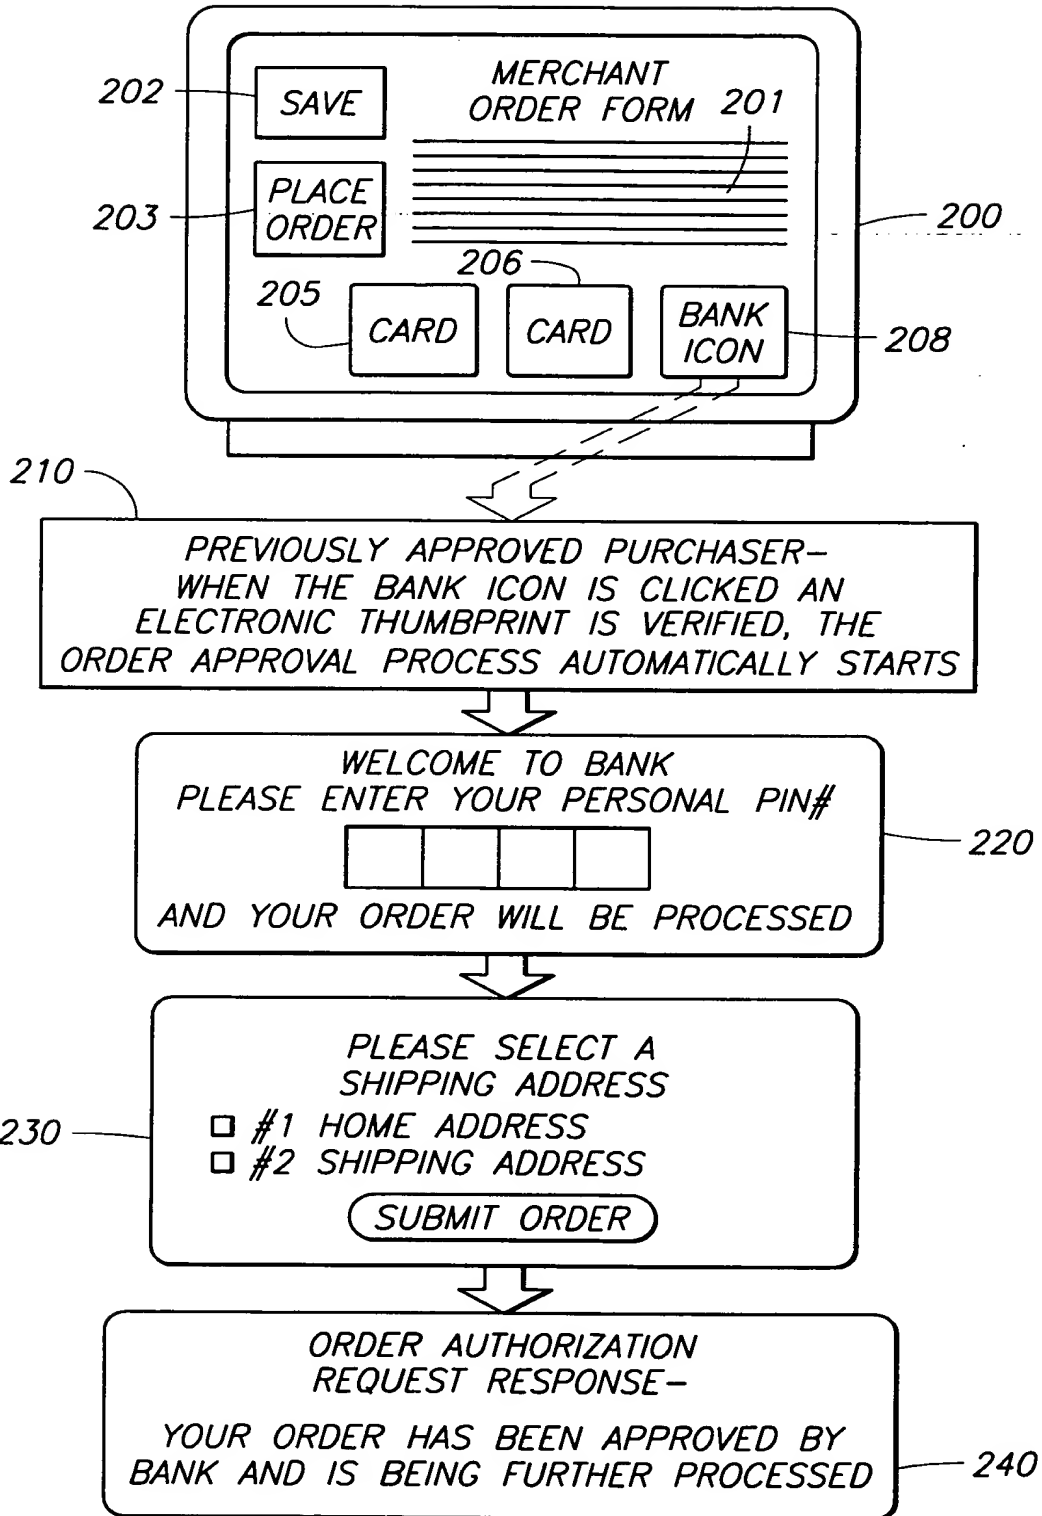 202
SAVE
MERCHANT
ORDER FORM
201
203
PLACE
ORDER
200
206
205
CARD
CARD
BANK
ICON
208
210
PREVIOUSLY APPROVED PURCHASER–
WHEN THE BANK ICON IS CLICKED AN
ELECTRONIC THUMBPRINT IS VERIFIED, THE
ORDER APPROVAL PROCESS AUTOMATICALLY STARTS
WELCOME TO BANK
PLEASE ENTER YOUR PERSONAL PIN#
220
AND YOUR ORDER WILL BE PROCESSED
PLEASE SELECT A
SHIPPING ADDRESS
230
#1 HOME ADDRESS
#2 SHIPPING ADDRESS
SUBMIT ORDER
ORDER AUTHORIZATION
REQUEST RESPONSE–
YOUR ORDER HAS BEEN APPROVED BY
BANK AND IS BEING FURTHER PROCESSED
240